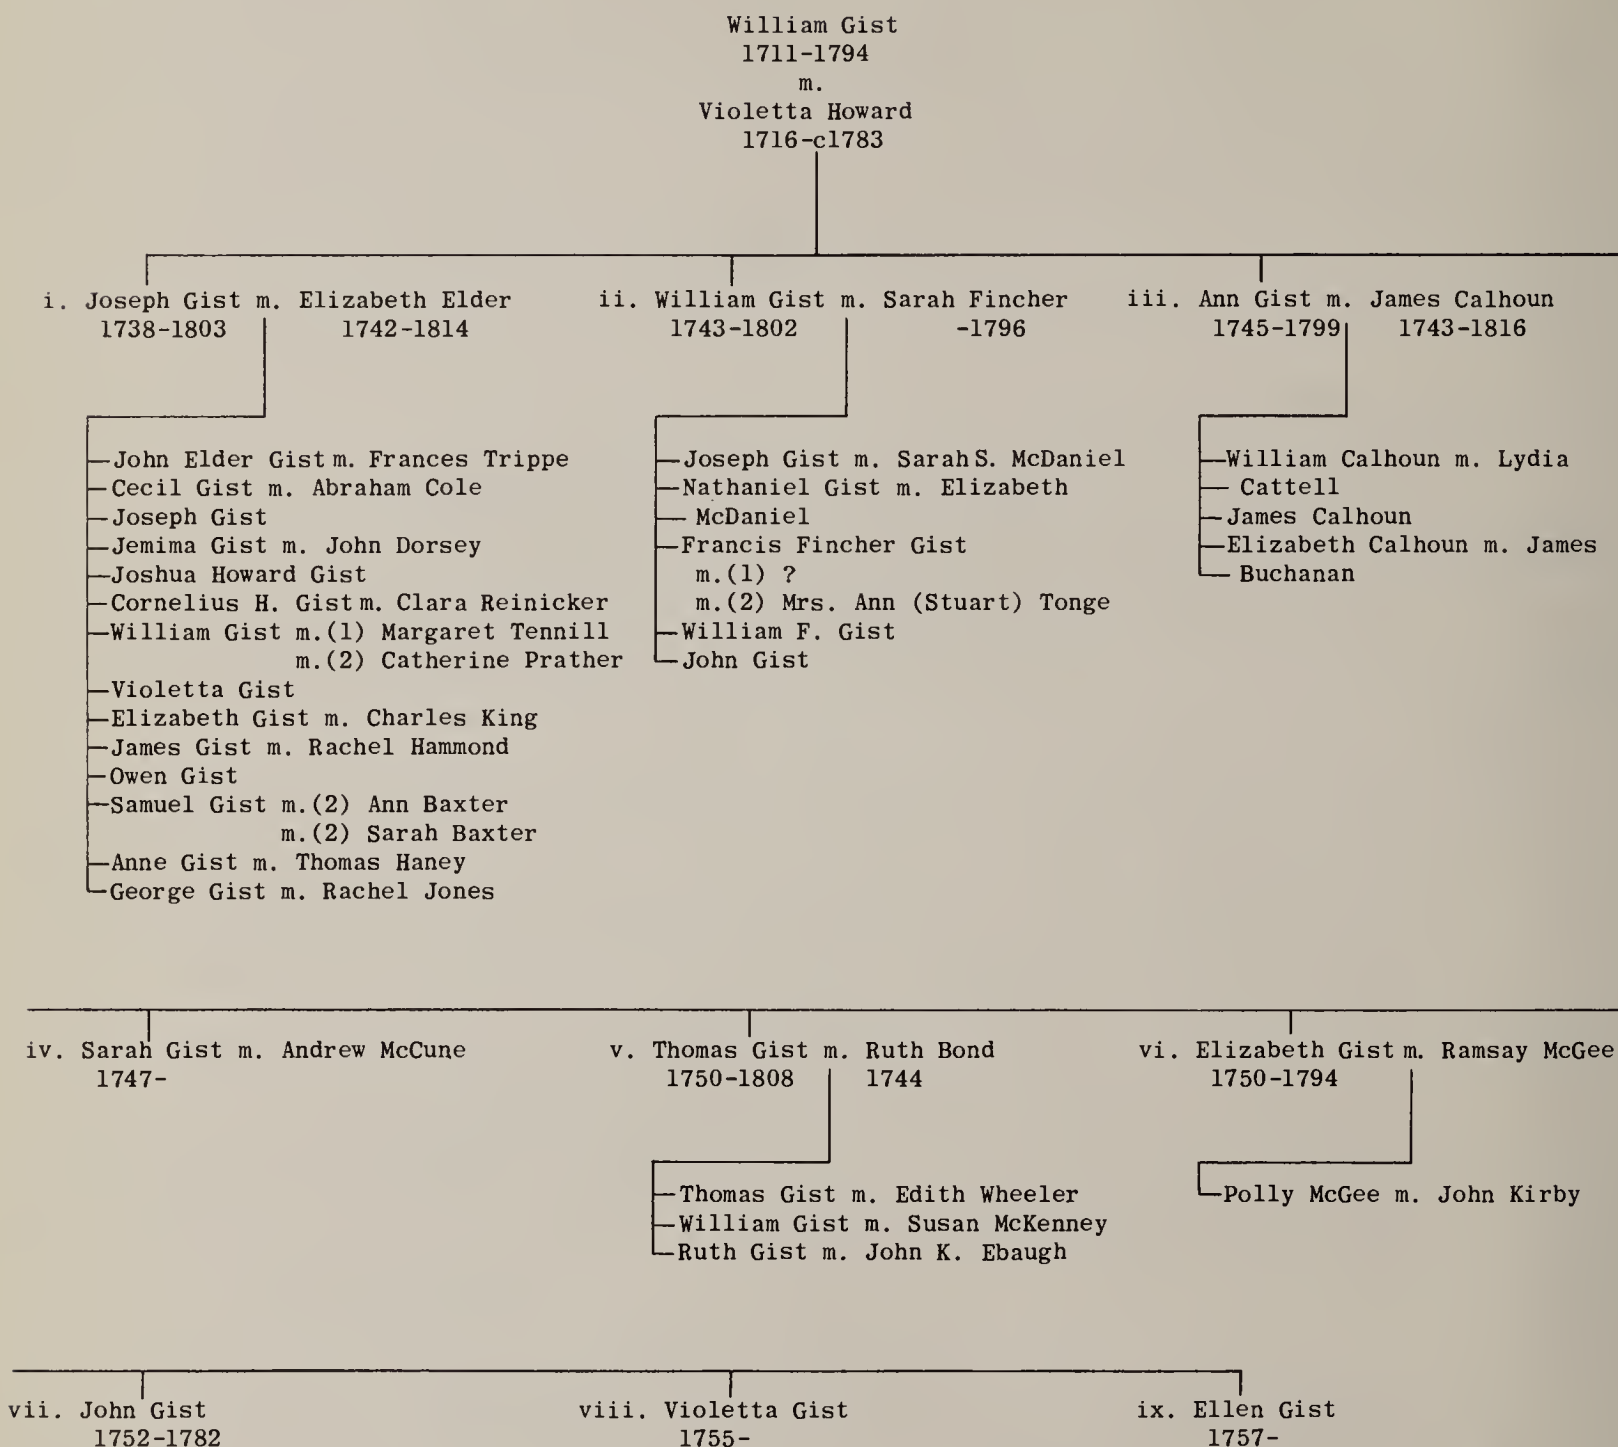 William Gist
1711-1794
m.
Violetta Howard
1716-c1783
i. Joseph Gist m. Elizabeth Elder
1738-1803 1742-1814
John Elder Gist m. Frances Trippe
Cecil Gist m. Abraham Cole
Joseph Gist
Jemima Gist m. John Dorsey
Joshua Howard Gist
Cornelius H. Gist m. Clara Reinicker
William Gist m.(1) Margaret Tennill
m.(2) Catherine Prather
Violetta Gist
Elizabeth Gist m. Charles King
James Gist m. Rachel Hammond
Owen Gist
Samuel Gist m.(2) Ann Baxter
m.(2) Sarah Baxter
Anne Gist m. Thomas Haney
George Gist m. Rachel Jones
ii. William Gist m. Sarah Fincher
1743-1802 -1796
Joseph Gist m. Sarah S. McDaniel
Nathaniel Gist m. Elizabeth
McDaniel
Francis Fincher Gist
m.(1) ?
m.(2) Mrs. Ann (Stuart) Tonge
William F. Gist
John Gist
iii. Ann Gist m. James Calhoun
1745-1799 1743-1816
William Calhoun m. Lydia
Cattell
James Calhoun
Elizabeth Calhoun m. James
Buchanan
iv. Sarah Gist m. Andrew McCune
1747-
v. Thomas Gist m. Ruth Bond
1750-1808 1744
Thomas Gist m. Edith Wheeler
William Gist m. Susan McKenney
Ruth Gist m. John K. Ebaugh
vi. Elizabeth Gist m. Ramsay McGee
1750-1794
Polly McGee m. John Kirby
vii. John Gist
1752-1782
viii. Violetta Gist
1755-
ix. Ellen Gist
1757-